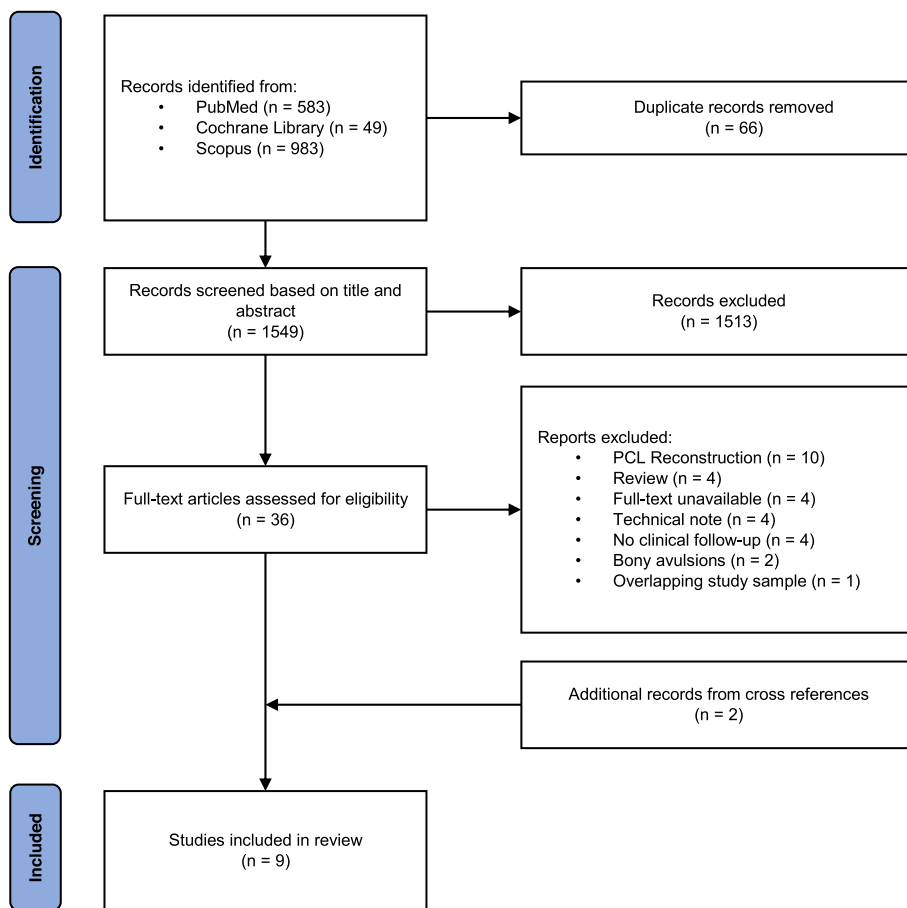 Identification
Records identified from:
• PubMed (n = 583)
• Cochrane Library (n = 49)
• Scopus (n = 983)
Duplicate records removed
(n = 66)
Screening
Records screened based on title and
abstract
(n = 1549)
Records excluded
(n = 1513)
Full-text articles assessed for eligibility
(n = 36)
Reports excluded:
• PCL Reconstruction (n = 10)
• Review (n = 4)
• Full-text unavailable (n = 4)
• Technical note (n = 4)
• No clinical follow-up (n = 4)
• Bony avulsions (n = 2)
• Overlapping study sample (n = 1)
Additional records from cross references
(n = 2)
Included
Studies included in review
(n = 9)